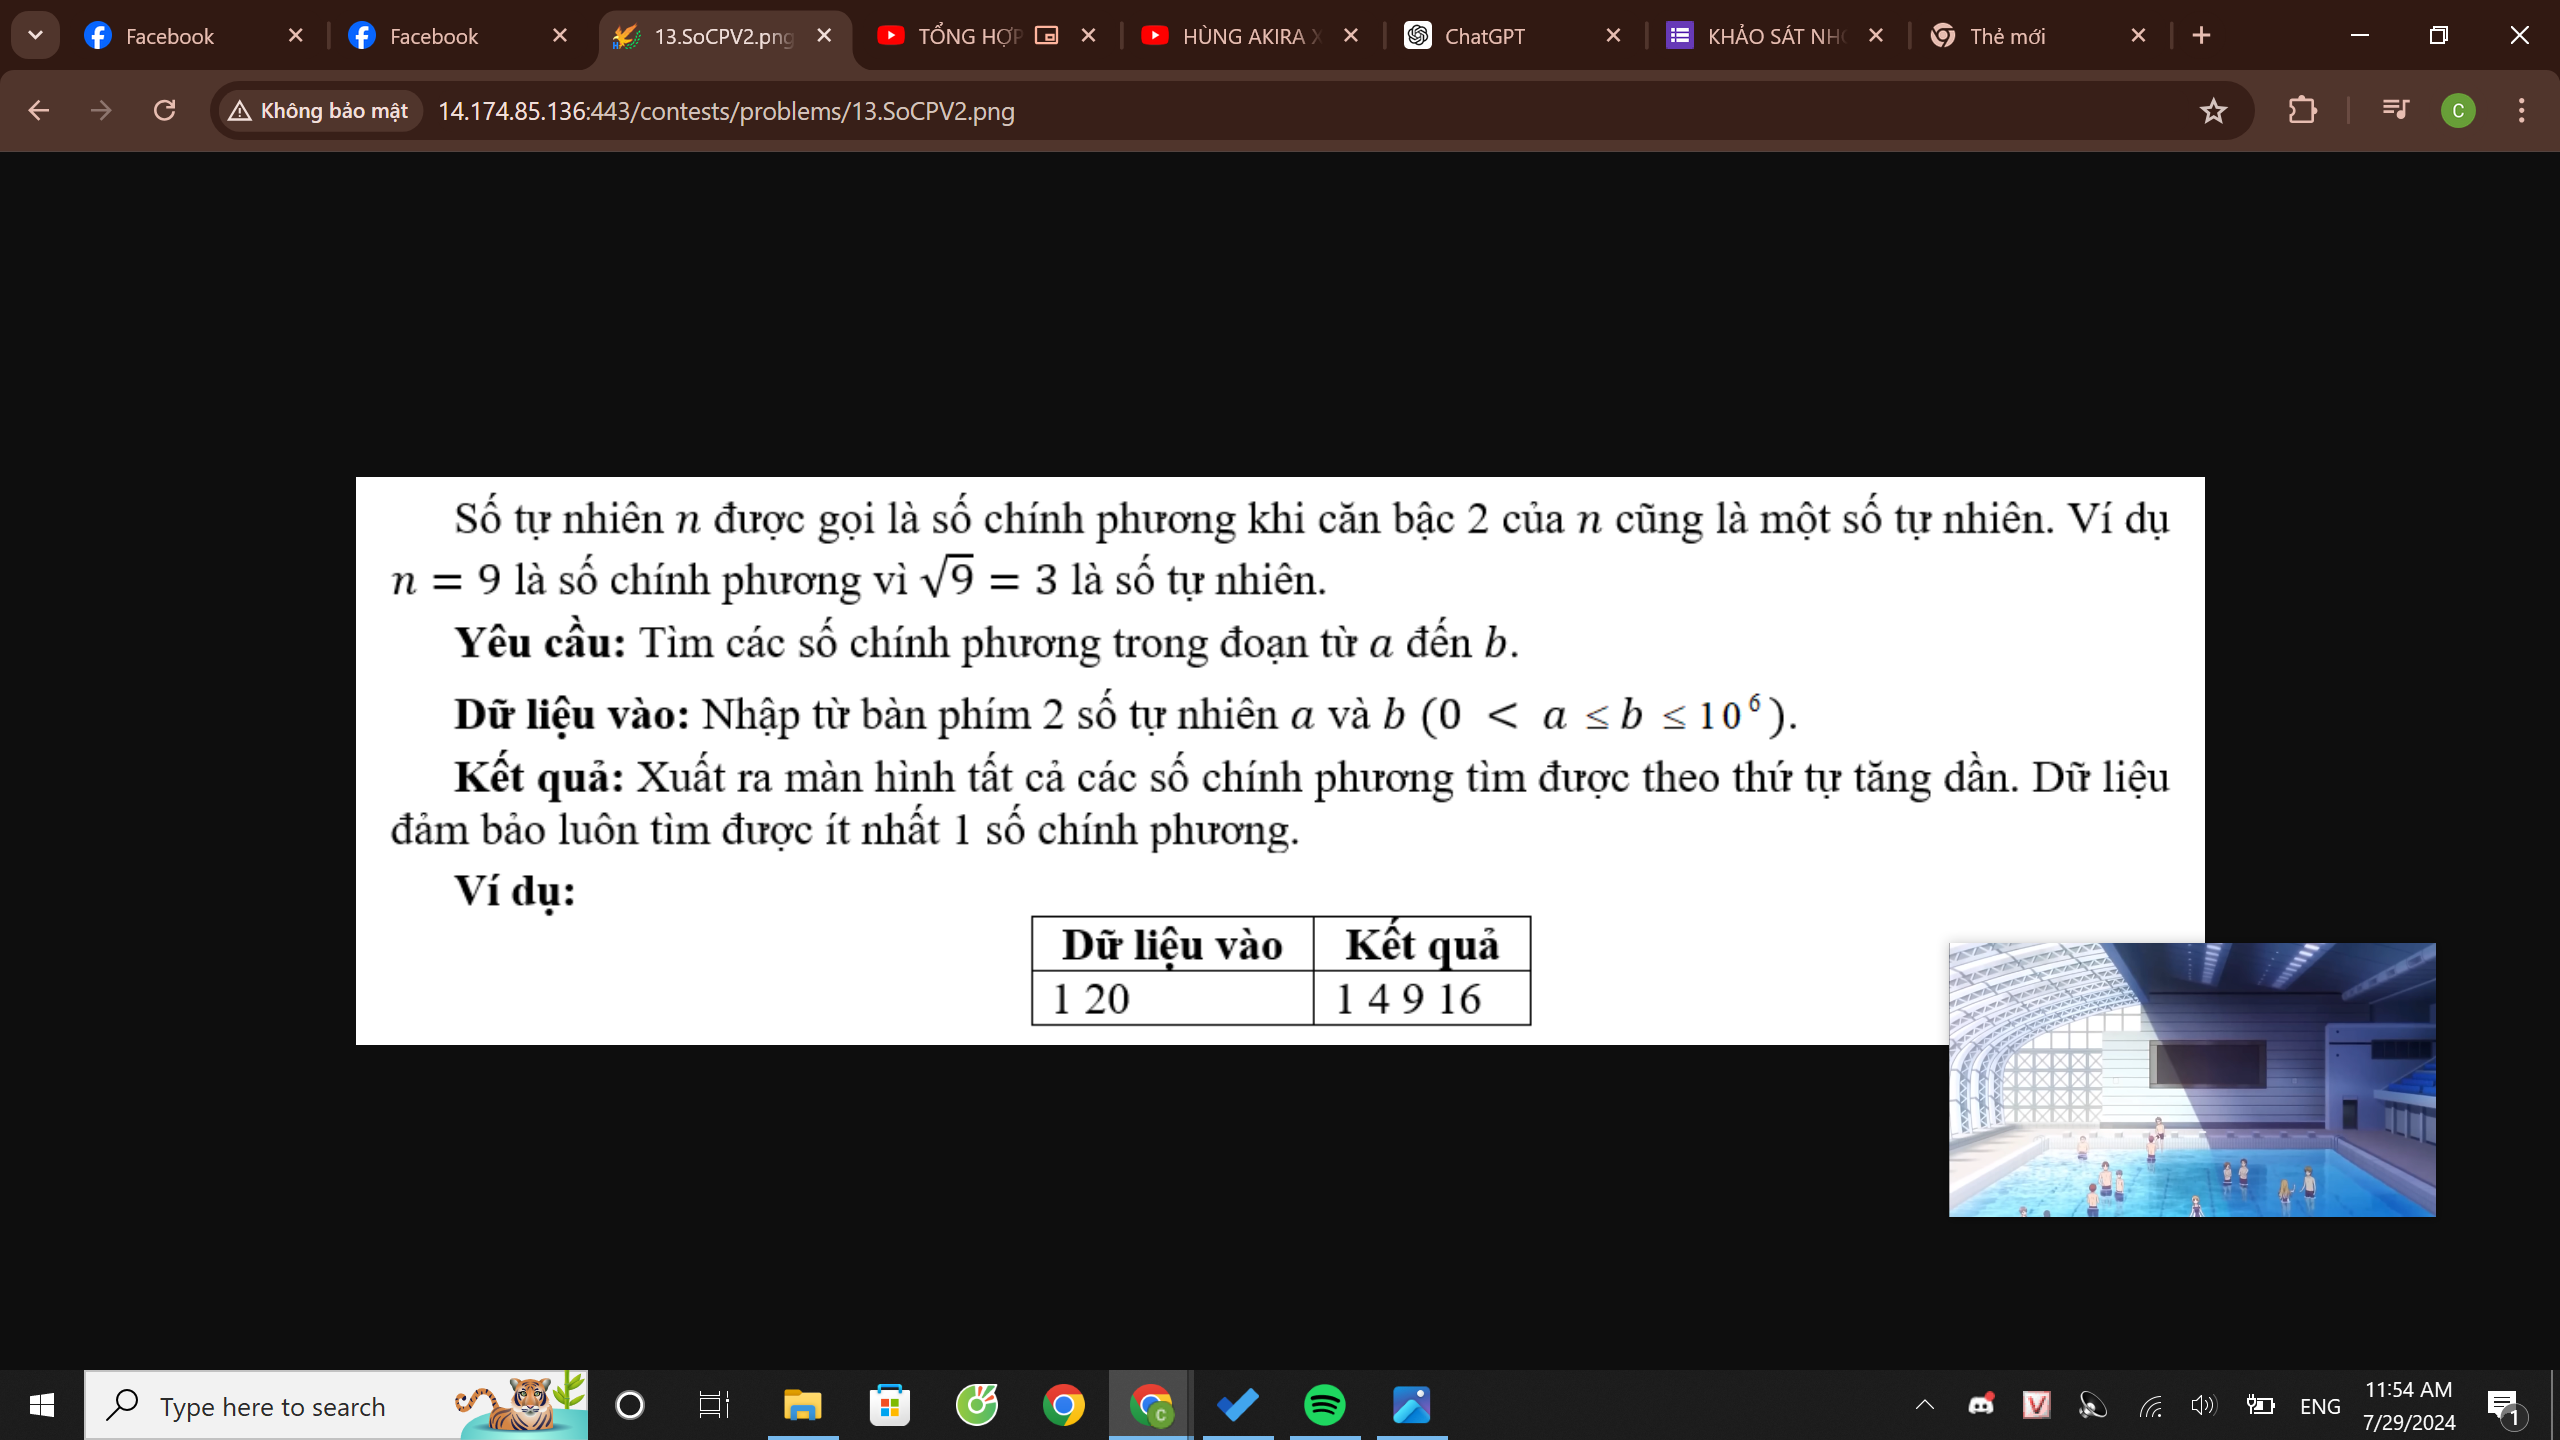 Facebook
Facebook
13.SoCPV2.png
TỔNG HỢP
HÙNG AKIRA X
ChatGPT
KHẢO SÁT NHO
Thẻ mới
Không bảo mật
14.174.85.136:443/contests/problems/13.SoCPV2.png
C
Số tự nhiên n được gọi là số chính phương khi căn bậc 2 của n cũng là một số tự nhiên. Ví dụ
n = 9 là số chính phương vì √9 = 3 là số tự nhiên.
Yêu cầu: Tìm các số chính phương trong đoạn từ a đến b.
Dữ liệu vào: Nhập từ bàn phím 2 số tự nhiên a và b (0 < a ≤ b ≤ 10⁶).
Kết quả: Xuất ra màn hình tất cả các số chính phương tìm được theo thứ tự tăng dần. Dữ liệu
đảm bảo luôn tìm được ít nhất 1 số chính phương.
Ví dụ:
Dữ liệu vào Kết quả
1 20 1 4 9 16
Type here to search
C
V
ENG
11:54 AM
7/29/2024
1